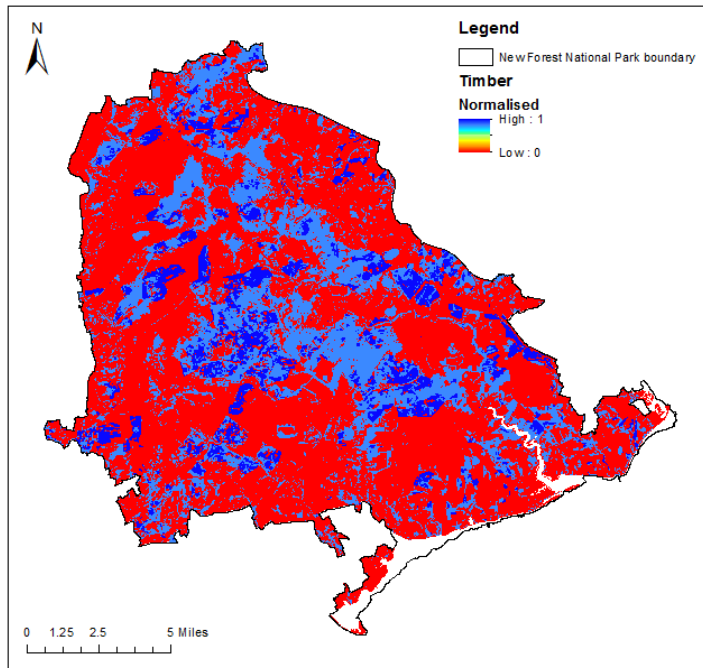 N
Legend
New Forest National Park boundary
Timber
Normalised
High : 1
Low : 0
0 1.25 2.5 5 Miles